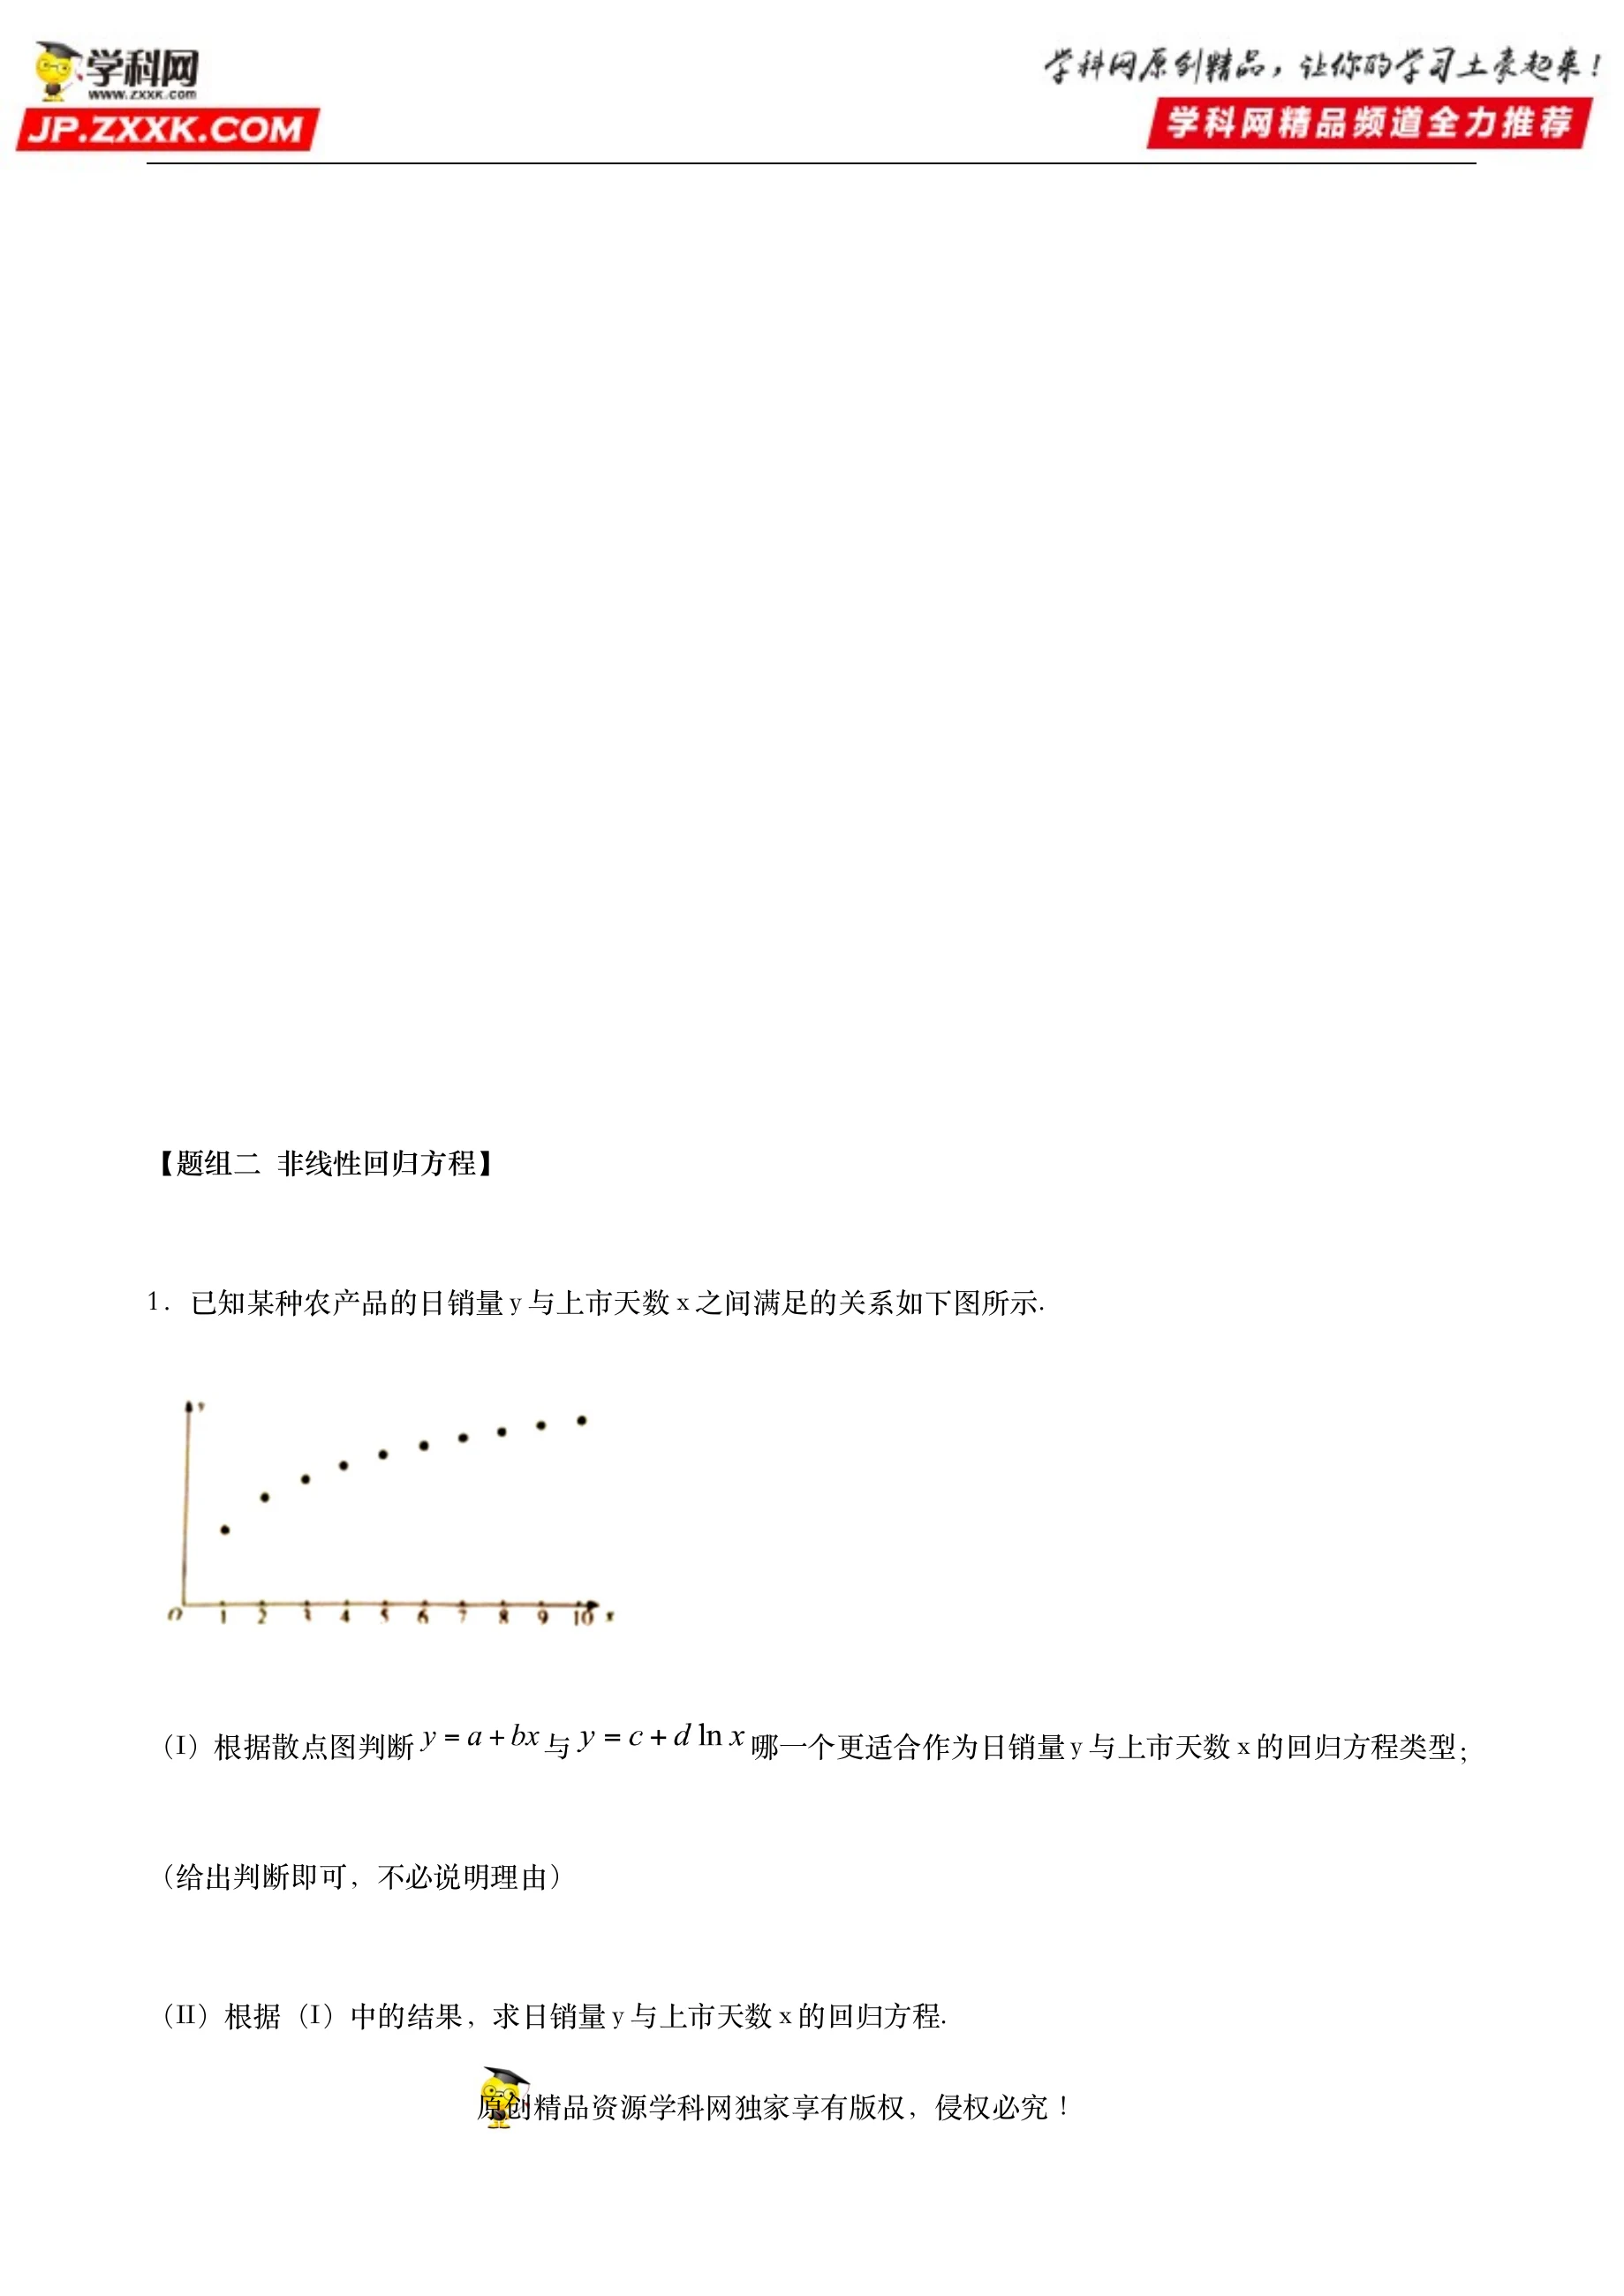 学科网
www.zxxk.com
JP.ZXXK.COM
学科网原创精品，让你的学习土豪起来！
学科网精品频道全力推荐
【题组二 非线性回归方程】
1．已知某种农产品的日销量 y 与上市天数 x 之间满足的关系如下图所示.
y
O 1 2 3 4 5 6 7 8 9 10 x
（I）根据散点图判断 y = a + bx 与 y = c + d ln x 哪一个更适合作为日销量 y 与上市天数 x 的回归方程类型；
（给出判断即可，不必说明理由）
（II）根据（I）中的结果，求日销量 y 与上市天数 x 的回归方程.
原创精品资源学科网独家享有版权，侵权必究！